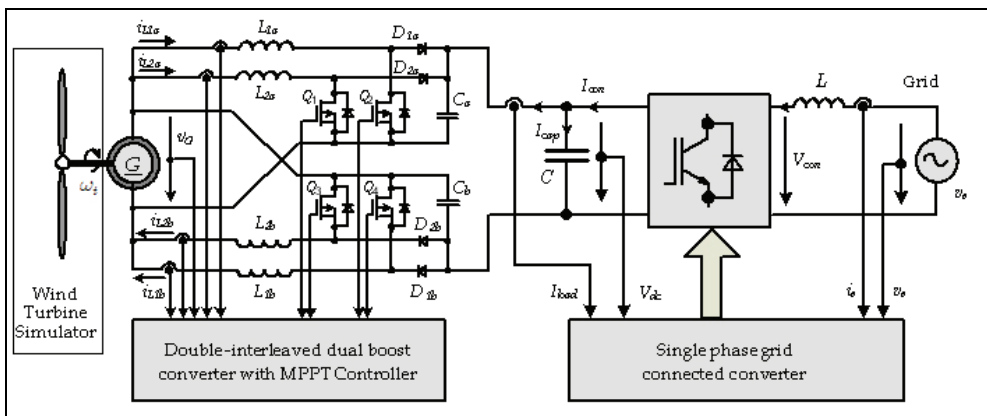 i_L1a
L_1a
D_1a
i_L2a
L_2a
D_2a
Q_1
Q_2
C_a
v_G
G
ω_t
Q_3
Q_4
C_b
i_L2b
L_2b
D_2b
i_L1b
L_1b
D_1b
Wind
Turbine
Simulator
I_con
I_cap
C
L
Grid
V_con
v_e
I_load
V_dc
i_e
v_e
Double-interleaved dual boost
converter with MPPT Controller
Single phase grid
connected converter